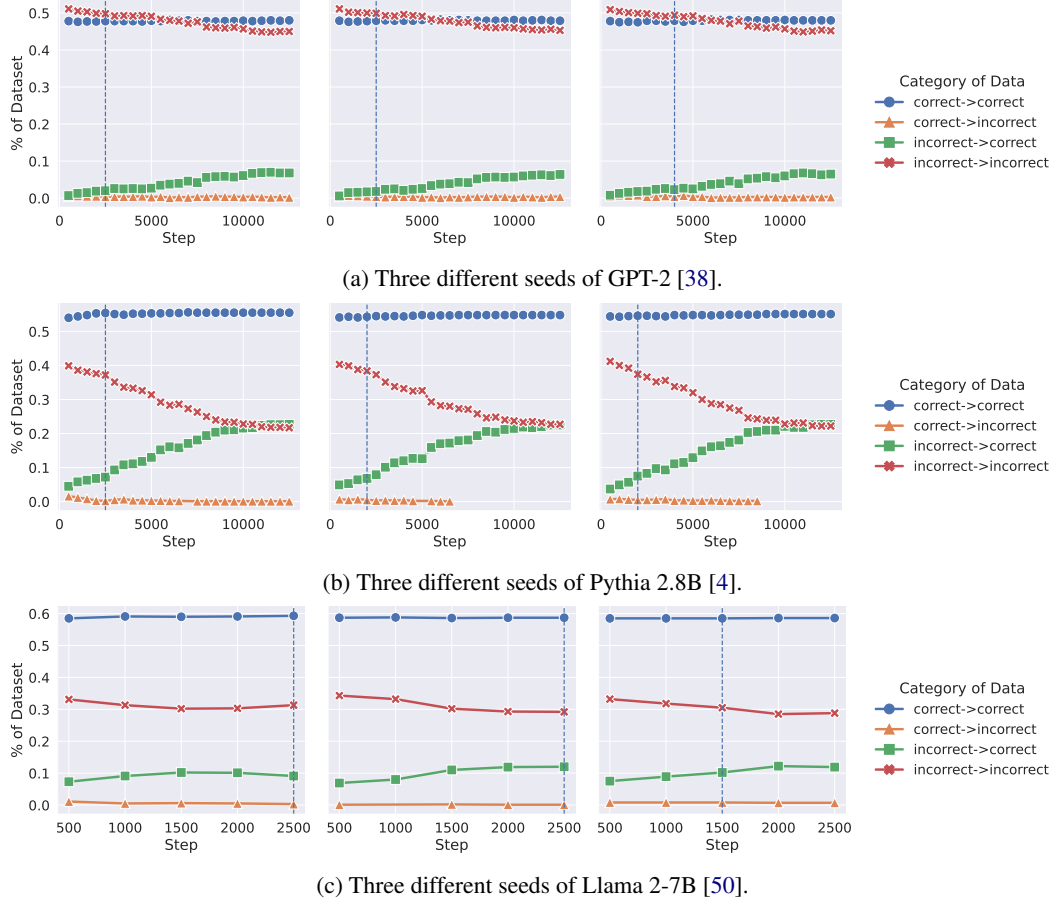 % of Dataset
0.5
0.4
0.3
0.2
0.1
0.0
0 5000 10000
Step
0 5000 10000
Step
0 5000 10000
Step
Category of Data
correct->correct
correct->incorrect
incorrect->correct
incorrect->incorrect
(a) Three different seeds of GPT-2 [38].
% of Dataset
0.5
0.4
0.3
0.2
0.1
0.0
0 5000 10000
Step
0 5000 10000
Step
0 5000 10000
Step
Category of Data
correct->correct
correct->incorrect
incorrect->correct
incorrect->incorrect
(b) Three different seeds of Pythia 2.8B [4].
% of Dataset
0.6
0.5
0.4
0.3
0.2
0.1
0.0
500 1000 1500 2000 2500
Step
500 1000 1500 2000 2500
Step
500 1000 1500 2000 2500
Step
Category of Data
correct->correct
correct->incorrect
incorrect->correct
incorrect->incorrect
(c) Three different seeds of Llama 2-7B [50].